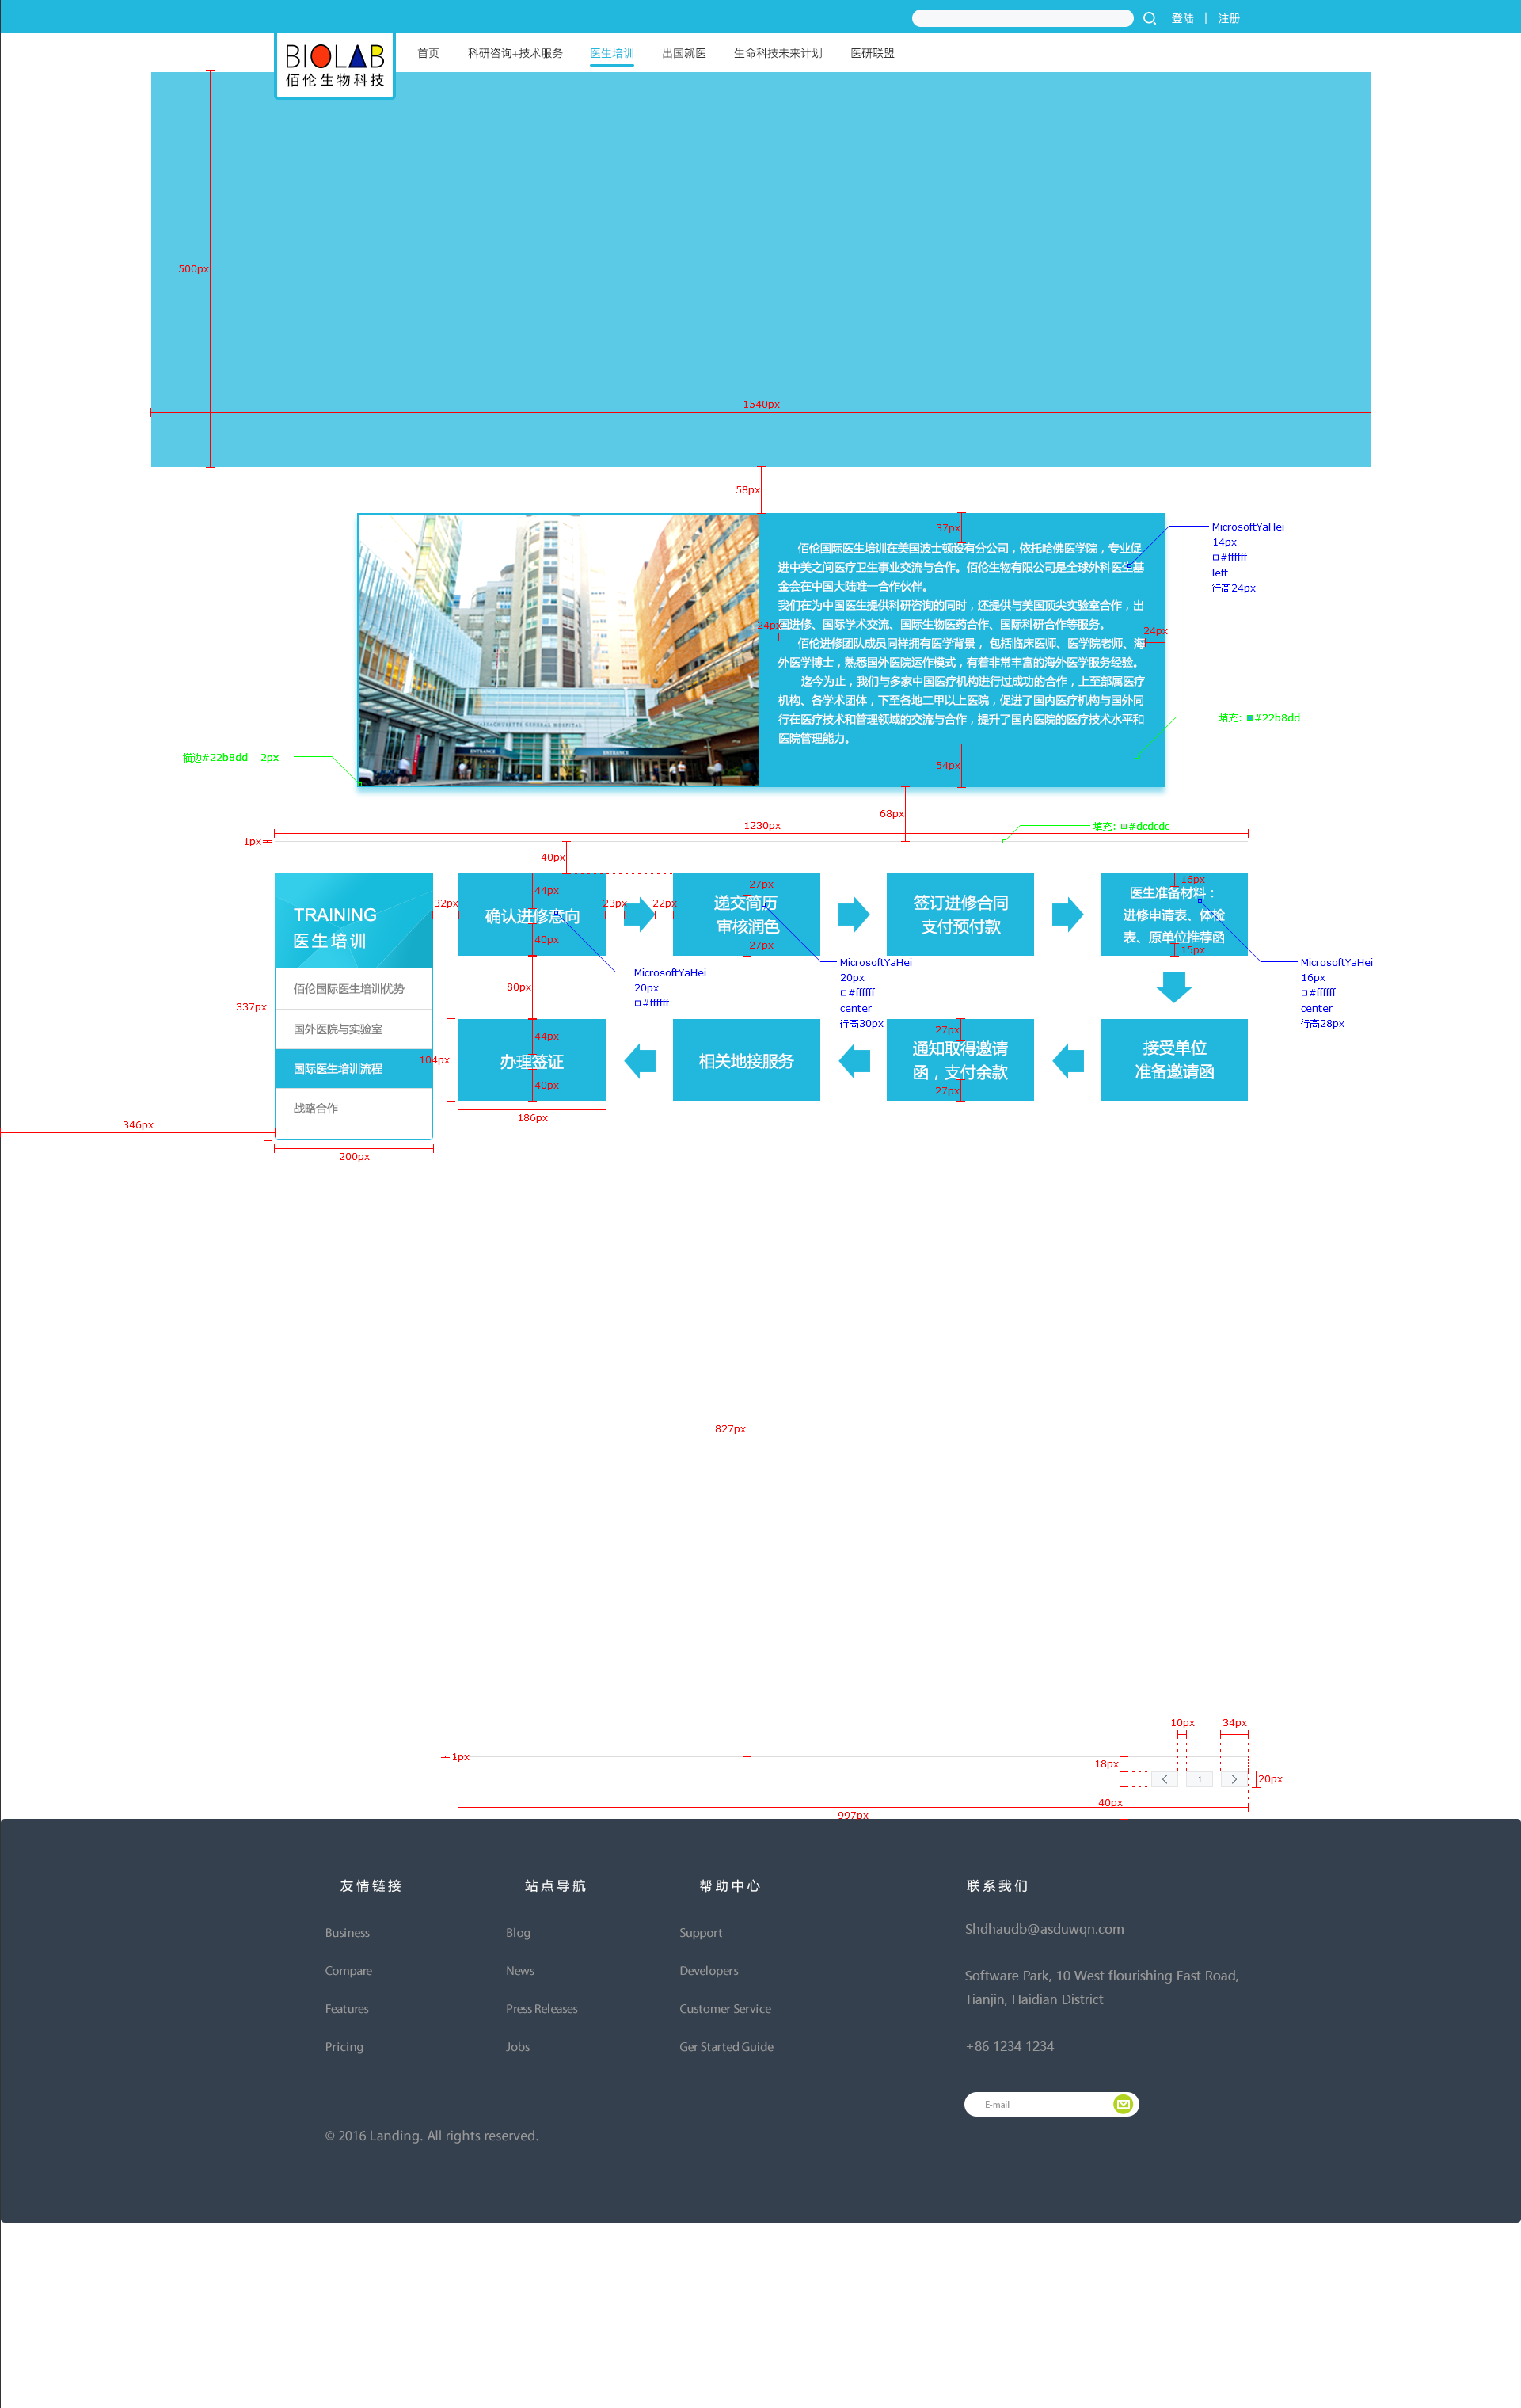 登陆 | 注册
BIOLAB
佰伦生物科技
首页 科研咨询+技术服务 医生培训 出国就医 生命科技未来计划 医研联盟
500px
1540px
58px
37px
MicrosoftYaHei
14px
#ffffff
left
行高24px
佰伦国际医生培训在美国波士顿设有分公司，依托哈佛医学院，专业促
进中美之间医疗卫生事业交流与合作。佰伦生物有限公司是全球外科医生基
金会在中国大陆唯一合作伙伴。
我们在为中国医生提供科研咨询的同时，还提供与美国顶尖实验室合作，出
国进修、国际学术交流、国际生物医药合作、国际科研合作等服务。
24px
24px
佰伦进修团队成员同样拥有医学背景， 包括临床医师、医学院老师、海
外医学博士，熟悉国外医院运作模式，有着非常丰富的海外医学服务经验。
迄今为止，我们与多家中国医疗机构进行过成功的合作，上至部属医疗
机构、各学术团体，下至各地二甲以上医院，促进了国内医疗机构与国外同
行在医疗技术和管理领域的交流与合作，提升了国内医院的医疗技术水平和
医院管理能力。
MASSACHUSETTS GENERAL HOSPITAL
ENTRANCE
ENTRANCE
填充：#22b8dd
描边#22b8dd 2px
54px
68px
1230px
填充：#dcdcdc
1px
40px
TRAINING
医生培训
佰伦国际医生培训优势
国外医院与实验室
国际医生培训流程
战略合作
337px
346px
200px
32px
44px
确认进修意向
40px
23px
22px
27px
递交简历
审核润色
27px
签订进修合同
支付预付款
16px
医生准备材料：
进修申请表、体检
表、原单位推荐函
15px
MicrosoftYaHei
20px
#ffffff
MicrosoftYaHei
20px
#ffffff
center
行高30px
MicrosoftYaHei
16px
#ffffff
center
行高28px
80px
104px
44px
办理签证
40px
186px
相关地接服务
27px
通知取得邀请
函，支付余款
27px
接受单位
准备邀请函
827px
10px
34px
1px
18px
1
20px
40px
997px
友情链接
Business
Compare
Features
Pricing
站点导航
Blog
News
Press Releases
Jobs
帮助中心
Support
Developers
Customer Service
Ger Started Guide
联系我们
Shdhaudb@asduwqn.com
Software Park, 10 West flourishing East Road,
Tianjin, Haidian District
+86 1234 1234
E-mail
© 2016 Landing. All rights reserved.